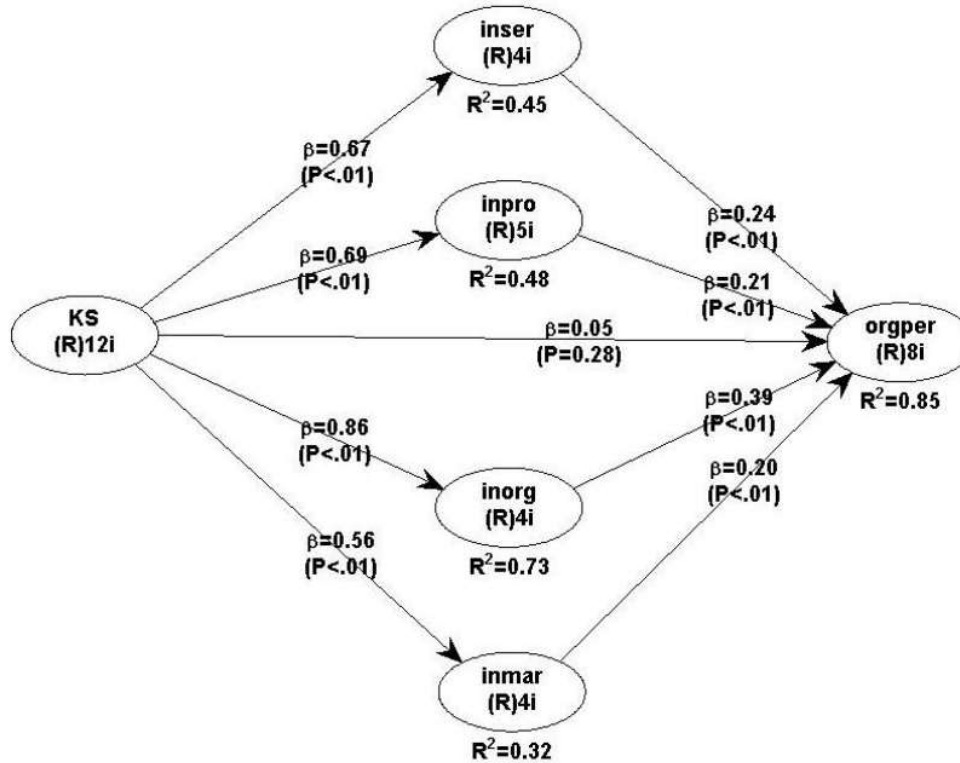 inser
(R)4i
R²=0.45
β=0.67
(P<.01)
inpro
(R)5i
R²=0.48
β=0.24
(P<.01)
β=0.69
(P<.01)
β=0.21
(P<.01)
KS
(R)12i
β=0.05
(P=0.28)
orgper
(R)8i
R²=0.85
β=0.86
(P<.01)
β=0.39
(P<.01)
inorg
(R)4i
R²=0.73
β=0.20
(P<.01)
β=0.56
(P<.01)
inmar
(R)4i
R²=0.32